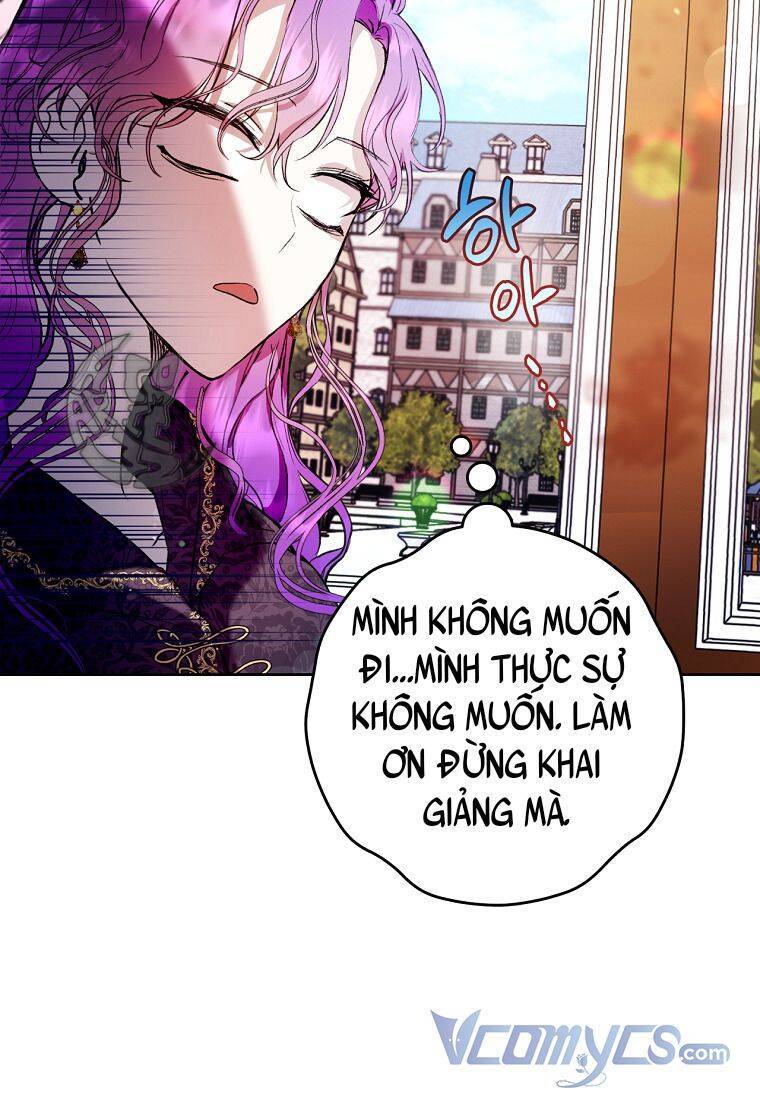 하
아
MÌNH KHÔNG MUỐN
ĐI...MÌNH THỰC SỰ
KHÔNG MUỐN. LÀM
ƠN ĐỪNG KHAI
GIẢNG MÀ.
VCOMYCS.com